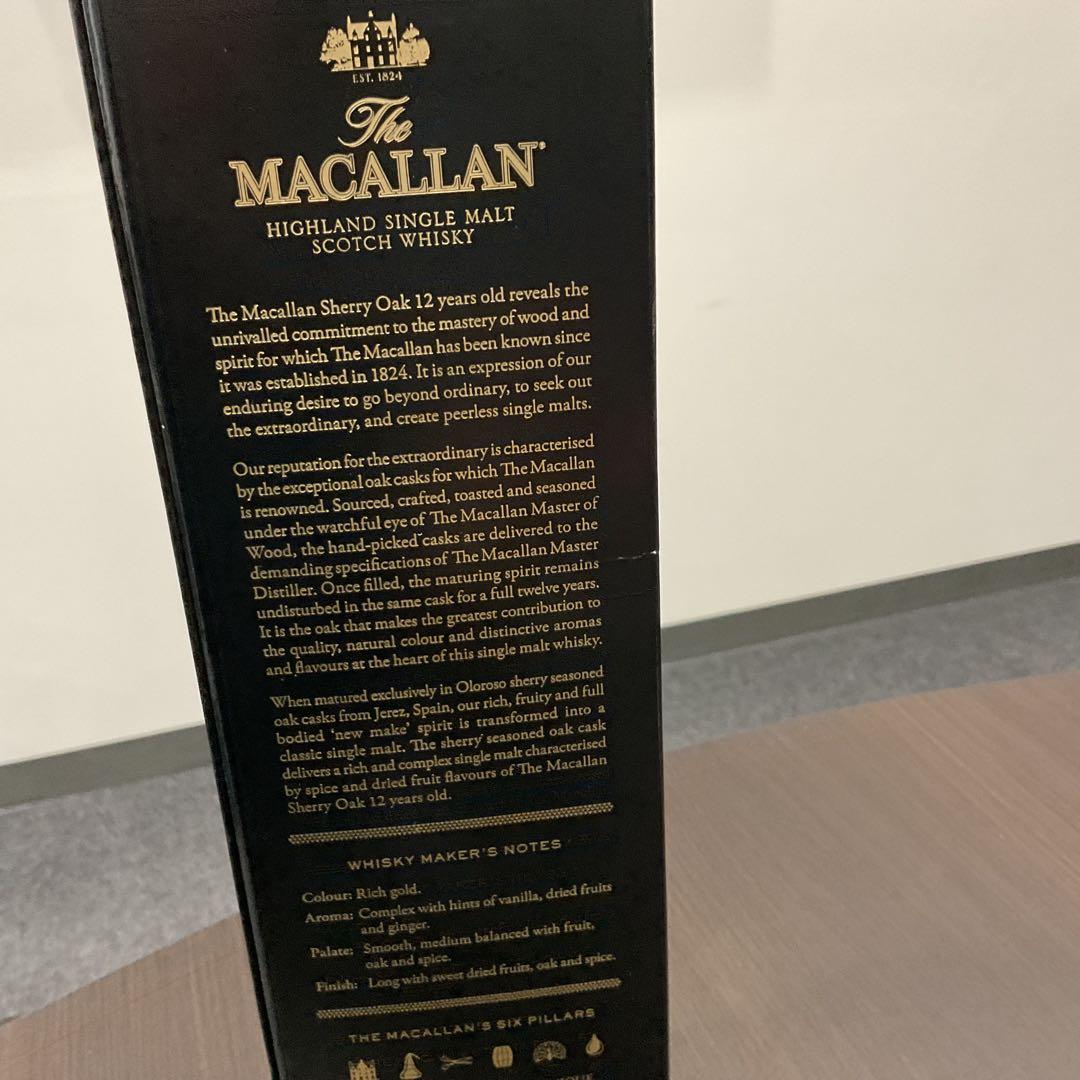 EST. 1824
The
MACALLAN®
HIGHLAND SINGLE MALT
SCOTCH WHISKY
The Macallan Sherry Oak 12 years old reveals the
unrivalled commitment to the mastery of wood and
spirit for which The Macallan has been known since
it was established in 1824. It is an expression of our
enduring desire to go beyond ordinary, to seek out
the extraordinary, and create peerless single malts.
Our reputation for the extraordinary is characterised
by the exceptional oak casks for which The Macallan
is renowned. Sourced, crafted, toasted and seasoned
under the watchful eye of The Macallan Master of
Wood, the hand-picked casks are delivered to the
demanding specifications of The Macallan Master
Distiller. Once filled, the maturing spirit remains
undisturbed in the same cask for a full twelve years.
It is the oak that makes the greatest contribution to
the quality, natural colour and distinctive aromas
and flavours at the heart of this single malt whisky.
When matured exclusively in Oloroso sherry seasoned
oak casks from Jerez, Spain, our rich, fruity and full
bodied ‘new make’ spirit is transformed into a
classic single malt. The sherry seasoned oak cask
delivers a rich and complex single malt characterised
by spice and dried fruit flavours of The Macallan
Sherry Oak 12 years old.
WHISKY MAKER'S NOTES
Colour: Rich gold.
Aroma: Complex with hints of vanilla, dried fruits
and ginger.
Palate: Smooth, medium balanced with fruit,
oak and spice.
Finish: Long with sweet dried fruits, oak and spice.
THE MACALLAN'S SIX PILLARS